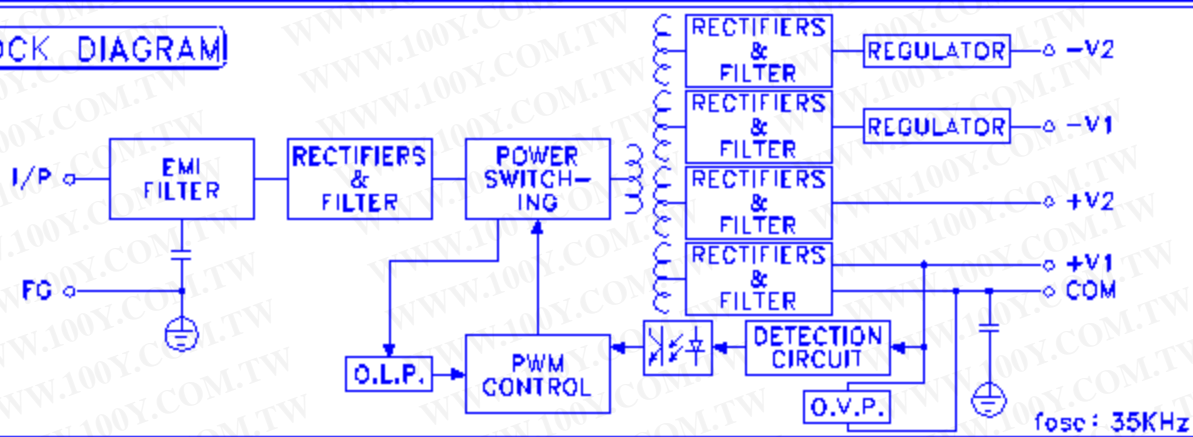 OCK DIAGRAM
RECTIFIERS
&
FILTER
REGULATOR
-V2
RECTIFIERS
&
FILTER
REGULATOR
-V1
I/P
EMI
FILTER
RECTIFIERS
&
FILTER
POWER
SWITCH-
ING
RECTIFIERS
&
FILTER
+V2
RECTIFIERS
&
FILTER
+V1
COM
FG
O.L.P.
PWM
CONTROL
DETECTION
CIRCUIT
O.V.P.
fosc: 35KHz
WWW.100Y.COM.TW